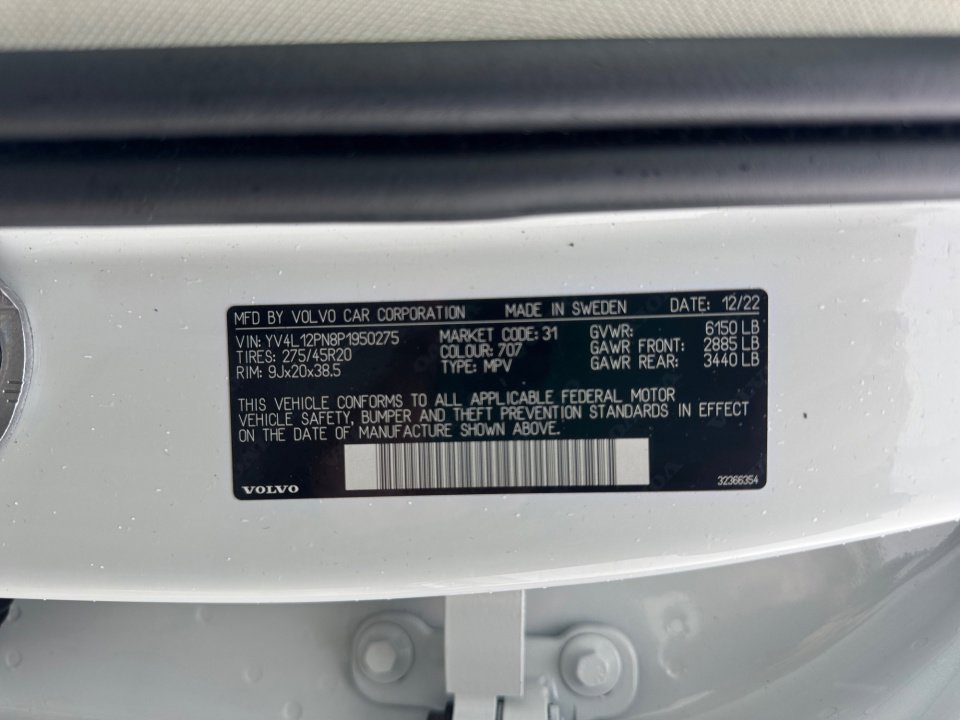 MFD BY VOLVO CAR CORPORATION MADE IN SWEDEN DATE: 12/22
VIN: YV4L12PN8P1950275 MARKET CODE: 31 GVWR: 6150 LB
TIRES: 275/45R20 COLOUR: 707 GAWR FRONT: 2885 LB
RIM: 9Jx20x38.5 TYPE: MPV GAWR REAR: 3440 LB
THIS VEHICLE CONFORMS TO ALL APPLICABLE FEDERAL MOTOR
VEHICLE SAFETY, BUMPER AND THEFT PREVENTION STANDARDS IN EFFECT
ON THE DATE OF MANUFACTURE SHOWN ABOVE.
VOLVO 32366354